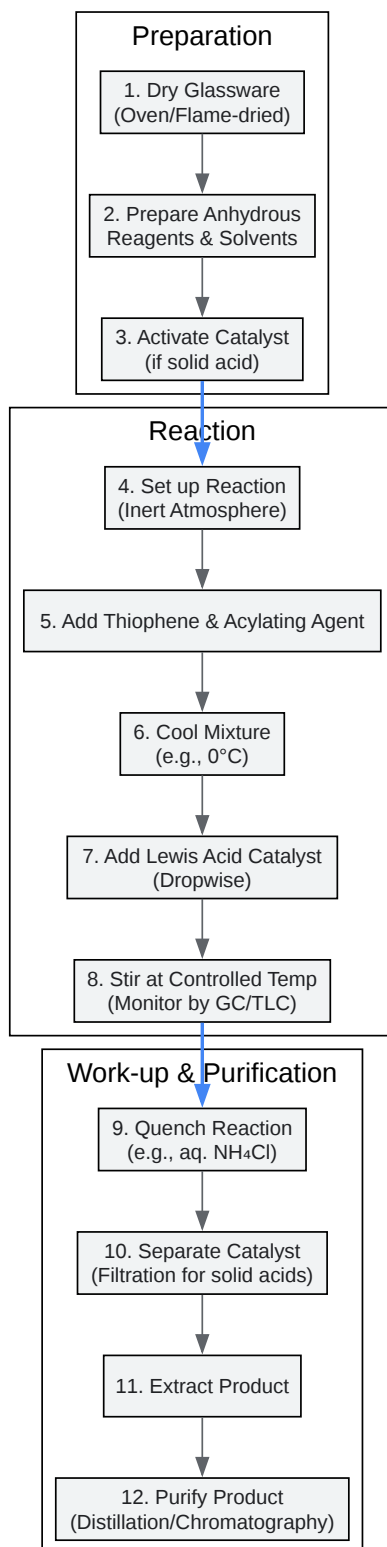 Preparation
1. Dry Glassware
(Oven/Flame-dried)
2. Prepare Anhydrous
Reagents & Solvents
3. Activate Catalyst
(if solid acid)
Reaction
4. Set up Reaction
(Inert Atmosphere)
5. Add Thiophene & Acylating Agent
6. Cool Mixture
(e.g., 0°C)
7. Add Lewis Acid Catalyst
(Dropwise)
8. Stir at Controlled Temp
(Monitor by GC/TLC)
Work-up & Purification
9. Quench Reaction
(e.g., aq. NH₄Cl)
10. Separate Catalyst
(Filtration for solid acids)
11. Extract Product
12. Purify Product
(Distillation/Chromatography)